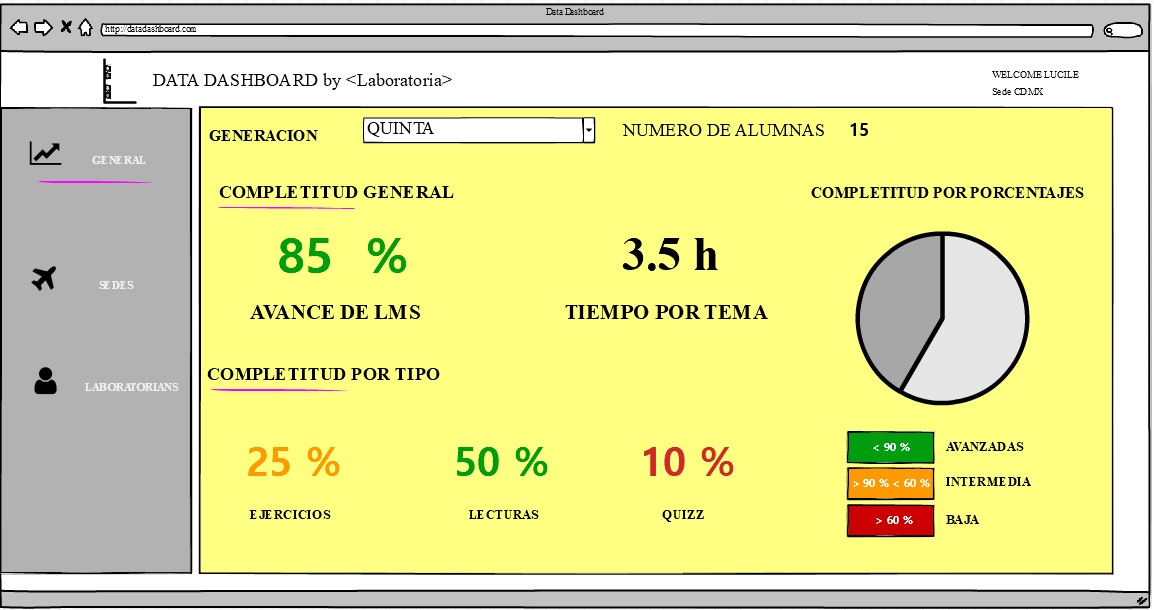 Data Dashboard
http://datadashboard.com
DATA DASHBOARD by <Laboratoria>
WELCOME LUCILE
Sede CDMX
GENERAL
SEDES
LABORATORIANS
GENERACION
QUINTA
NUMERO DE ALUMNAS 15
COMPLETITUD GENERAL
85 %
AVANCE DE LMS
3.5 h
TIEMPO POR TEMA
COMPLETITUD POR TIPO
25 %
EJERCICIOS
50 %
LECTURAS
10 %
QUIZZ
COMPLETITUD POR PORCENTAJES
< 90 % AVANZADAS
> 90 % < 60 % INTERMEDIA
> 60 % BAJA